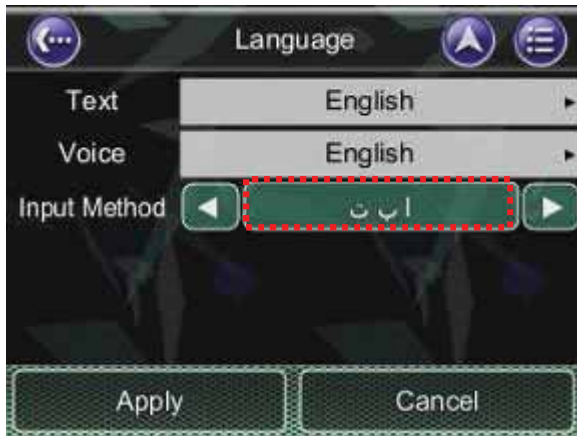 Language
Text English
Voice English
Input Method ا ب ت
Apply Cancel